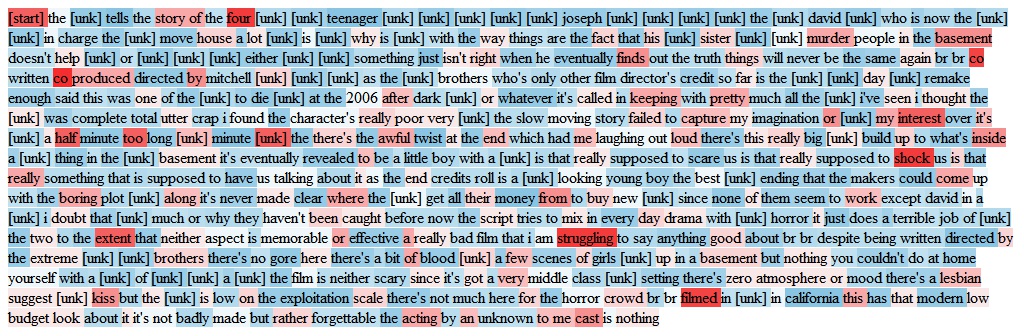 [start] the [unk] tells the story of the four [unk] [unk] teenager [unk] [unk] [unk] [unk] [unk] joseph [unk] [unk] [unk] [unk] the [unk] david [unk] who is now the [unk]
[unk] in charge the [unk] move house a lot [unk] is [unk] why is [unk] with the way things are the fact that his [unk] sister [unk] [unk] murder people in the basement
doesn't help [unk] or [unk] [unk] [unk] either [unk] [unk] something just isn't right when he eventually finds out the truth things will never be the same again br br co
written co produced directed by mitchell [unk] [unk] [unk] as the [unk] brothers who's only other film director's credit so far is the [unk] [unk] day [unk] remake
enough said this was one of the [unk] to die [unk] at the 2006 after dark [unk] or whatever it's called in keeping with pretty much all the [unk] i've seen i thought the
[unk] was complete total utter crap i found the character's really poor very [unk] the slow moving story failed to capture my imagination or [unk] my interest over it's
[unk] a half minute too long [unk] minute [unk] the there's the awful twist at the end which had me laughing out loud there's this really big [unk] build up to what's inside
a [unk] thing in the [unk] basement it's eventually revealed to be a little boy with a [unk] is that really supposed to scare us is that really supposed to shock us is that
really something that is supposed to have us talking about it as the end credits roll is a [unk] looking young boy the best [unk] ending that the makers could come up
with the boring plot [unk] along it's never made clear where the [unk] get all their money from to buy new [unk] since none of them seem to work except david in a
[unk] i doubt that [unk] much or why they haven't been caught before now the script tries to mix in every day drama with [unk] horror it just does a terrible job of [unk]
the two to the extent that neither aspect is memorable or effective a really bad film that i am struggling to say anything good about br br despite being written directed by
the extreme [unk] [unk] brothers there's no gore here there's a bit of blood [unk] a few scenes of girls [unk] up in a basement but nothing you couldn't do at home
yourself with a [unk] of [unk] [unk] a [unk] the film is neither scary since it's got a very middle class [unk] setting there's zero atmosphere or mood there's a lesbian
suggest [unk] kiss but the [unk] is low on the exploitation scale there's not much here for the horror crowd br br filmed in [unk] in california this has that modern low
budget look about it it's not badly made but rather forgettable the acting by an unknown to me cast is nothing